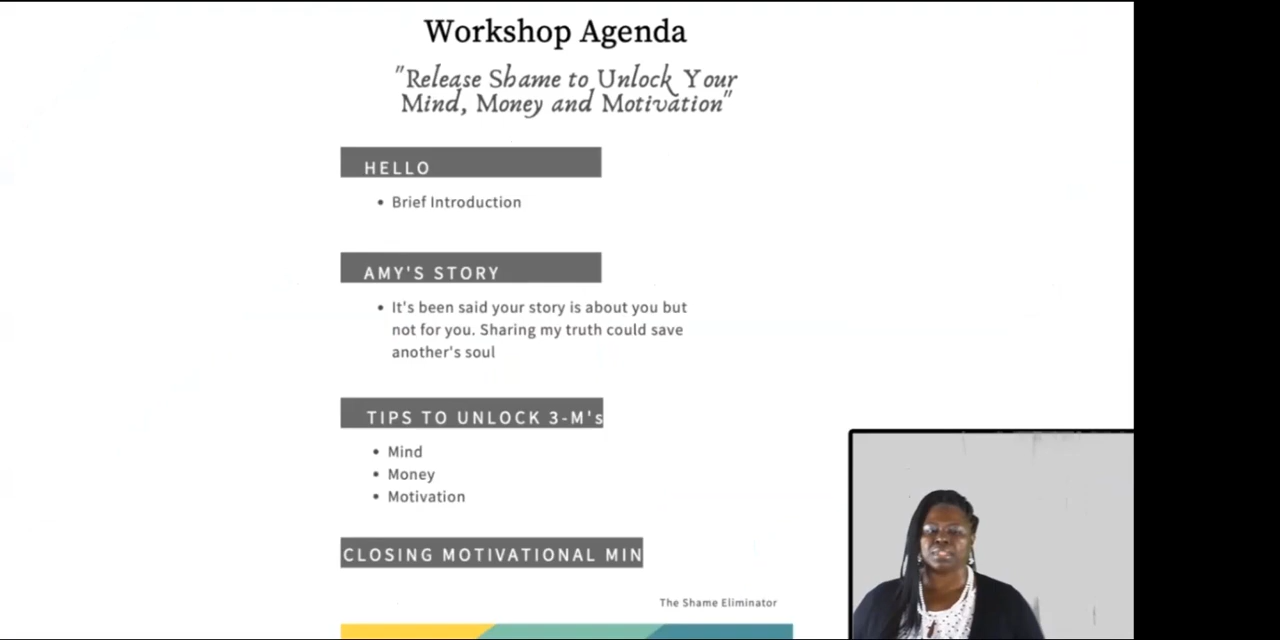 Workshop Agenda
"Release Shame to Unlock Your
Mind, Money and Motivation"
HELLO
• Brief Introduction
AMY'S STORY
• It's been said your story is about you but
not for you. Sharing my truth could save
another's soul
TIPS TO UNLOCK 3-M's
• Mind
• Money
• Motivation
CLOSING MOTIVATIONAL MIN
The Shame Eliminator